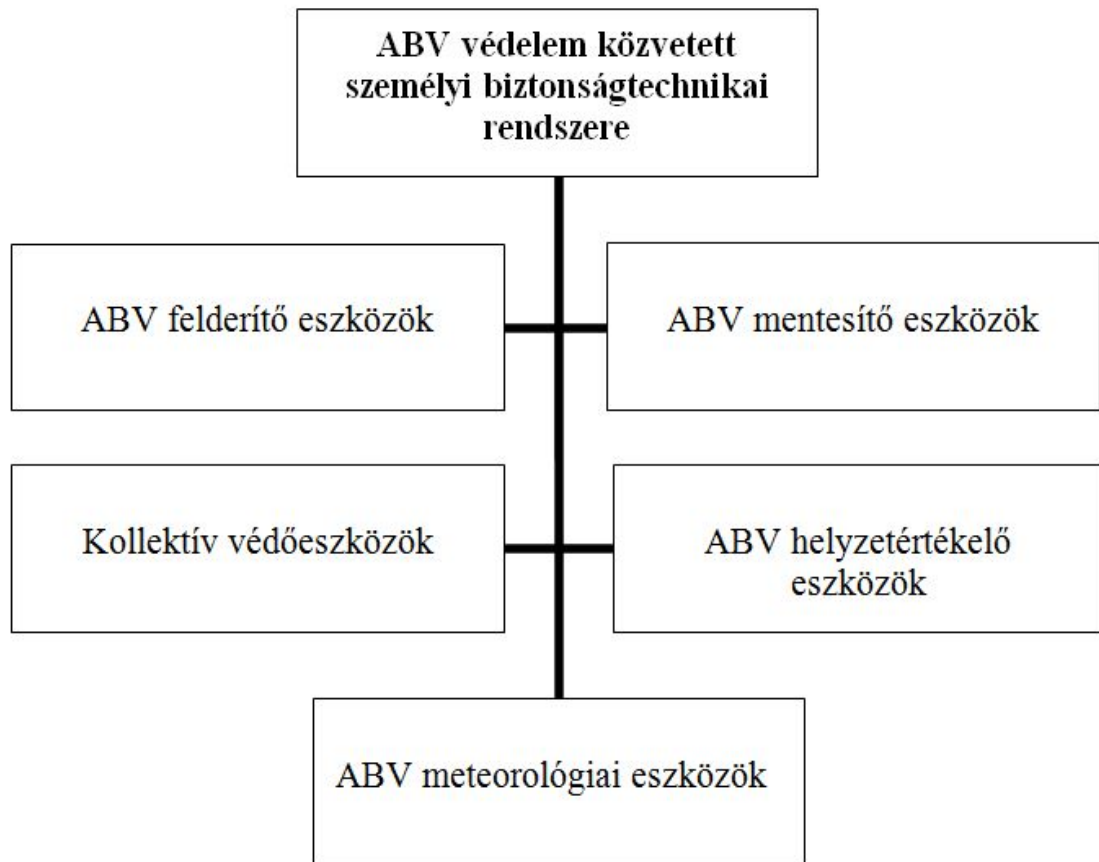 ABV védelem közvetett
személyi biztonságtechnikai
rendszere
ABV felderítő eszközök
ABV mentesítő eszközök
Kollektív védőeszközök
ABV helyzetértékelő
eszközök
ABV meteorológiai eszközök